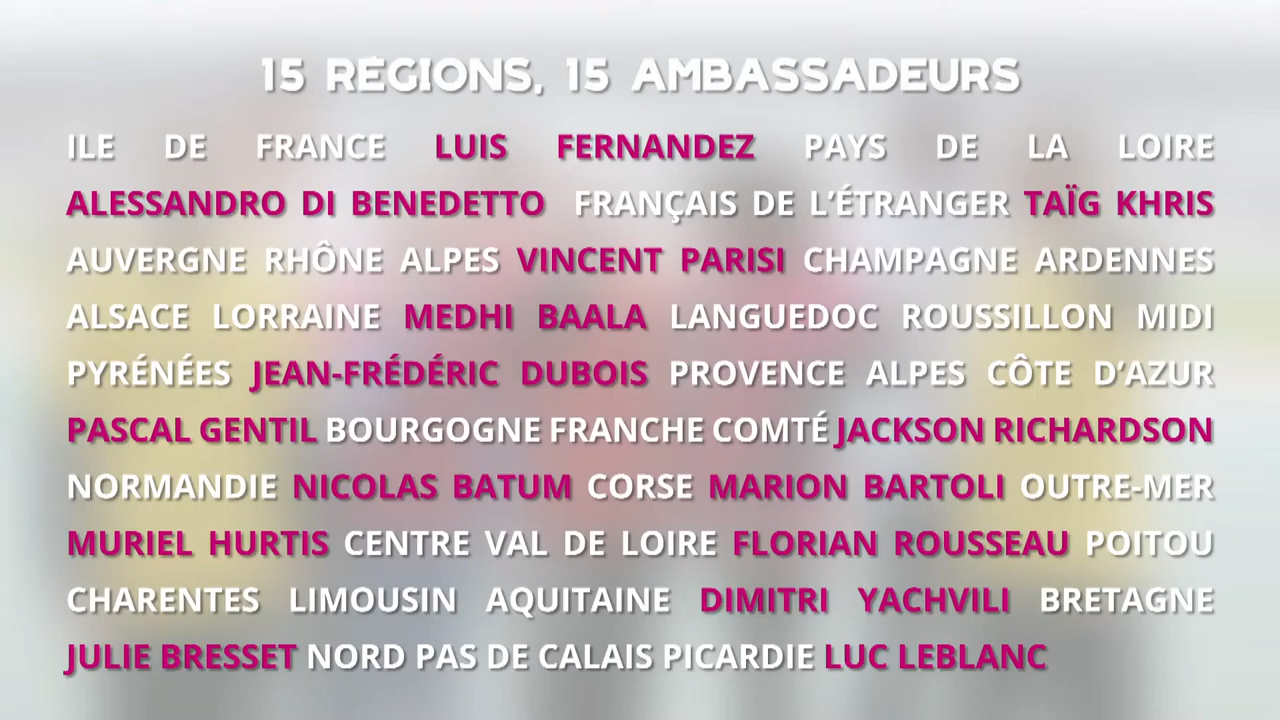 15 RÉGIONS, 15 AMBASSADEURS
ILE DE FRANCE LUIS FERNANDEZ PAYS DE LA LOIRE
ALESSANDRO DI BENEDETTO FRANÇAIS DE L'ÉTRANGER TAÏG KHRIS
AUVERGNE RHÔNE ALPES VINCENT PARISI CHAMPAGNE ARDENNES
ALSACE LORRAINE MEDHI BAALA LANGUEDOC ROUSSILLON MIDI
PYRÉNÉES JEAN-FRÉDÉRIC DUBOIS PROVENCE ALPES CÔTE D'AZUR
PASCAL GENTIL BOURGOGNE FRANCHE COMTÉ JACKSON RICHARDSON
NORMANDIE NICOLAS BATUM CORSE MARION BARTOLI OUTRE-MER
MURIEL HURTIS CENTRE VAL DE LOIRE FLORIAN ROUSSEAU POITOU
CHARENTES LIMOUSIN AQUITAINE DIMITRI YACHVILI BRETAGNE
JULIE BRESSET NORD PAS DE CALAIS PICARDIE LUC LEBLANC